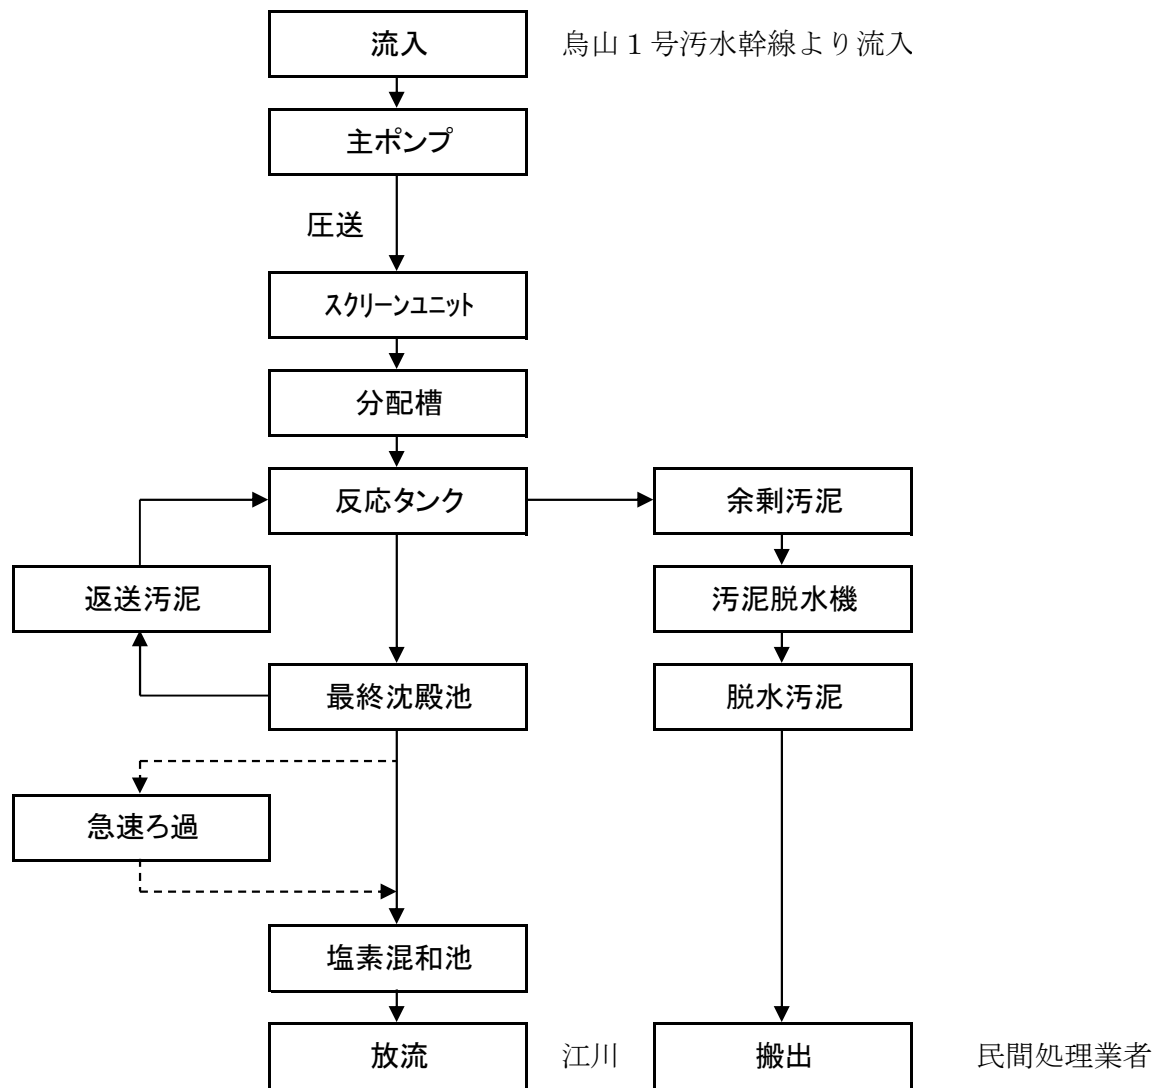 流入 烏山１号汚水幹線より流入
主ポンプ
圧送
スクリーンユニット
分配槽
反応タンク 余剰汚泥
返送汚泥 汚泥脱水機
最終沈殿池 脱水汚泥
急速ろ過
塩素混和池
放流 江川 搬出 民間処理業者